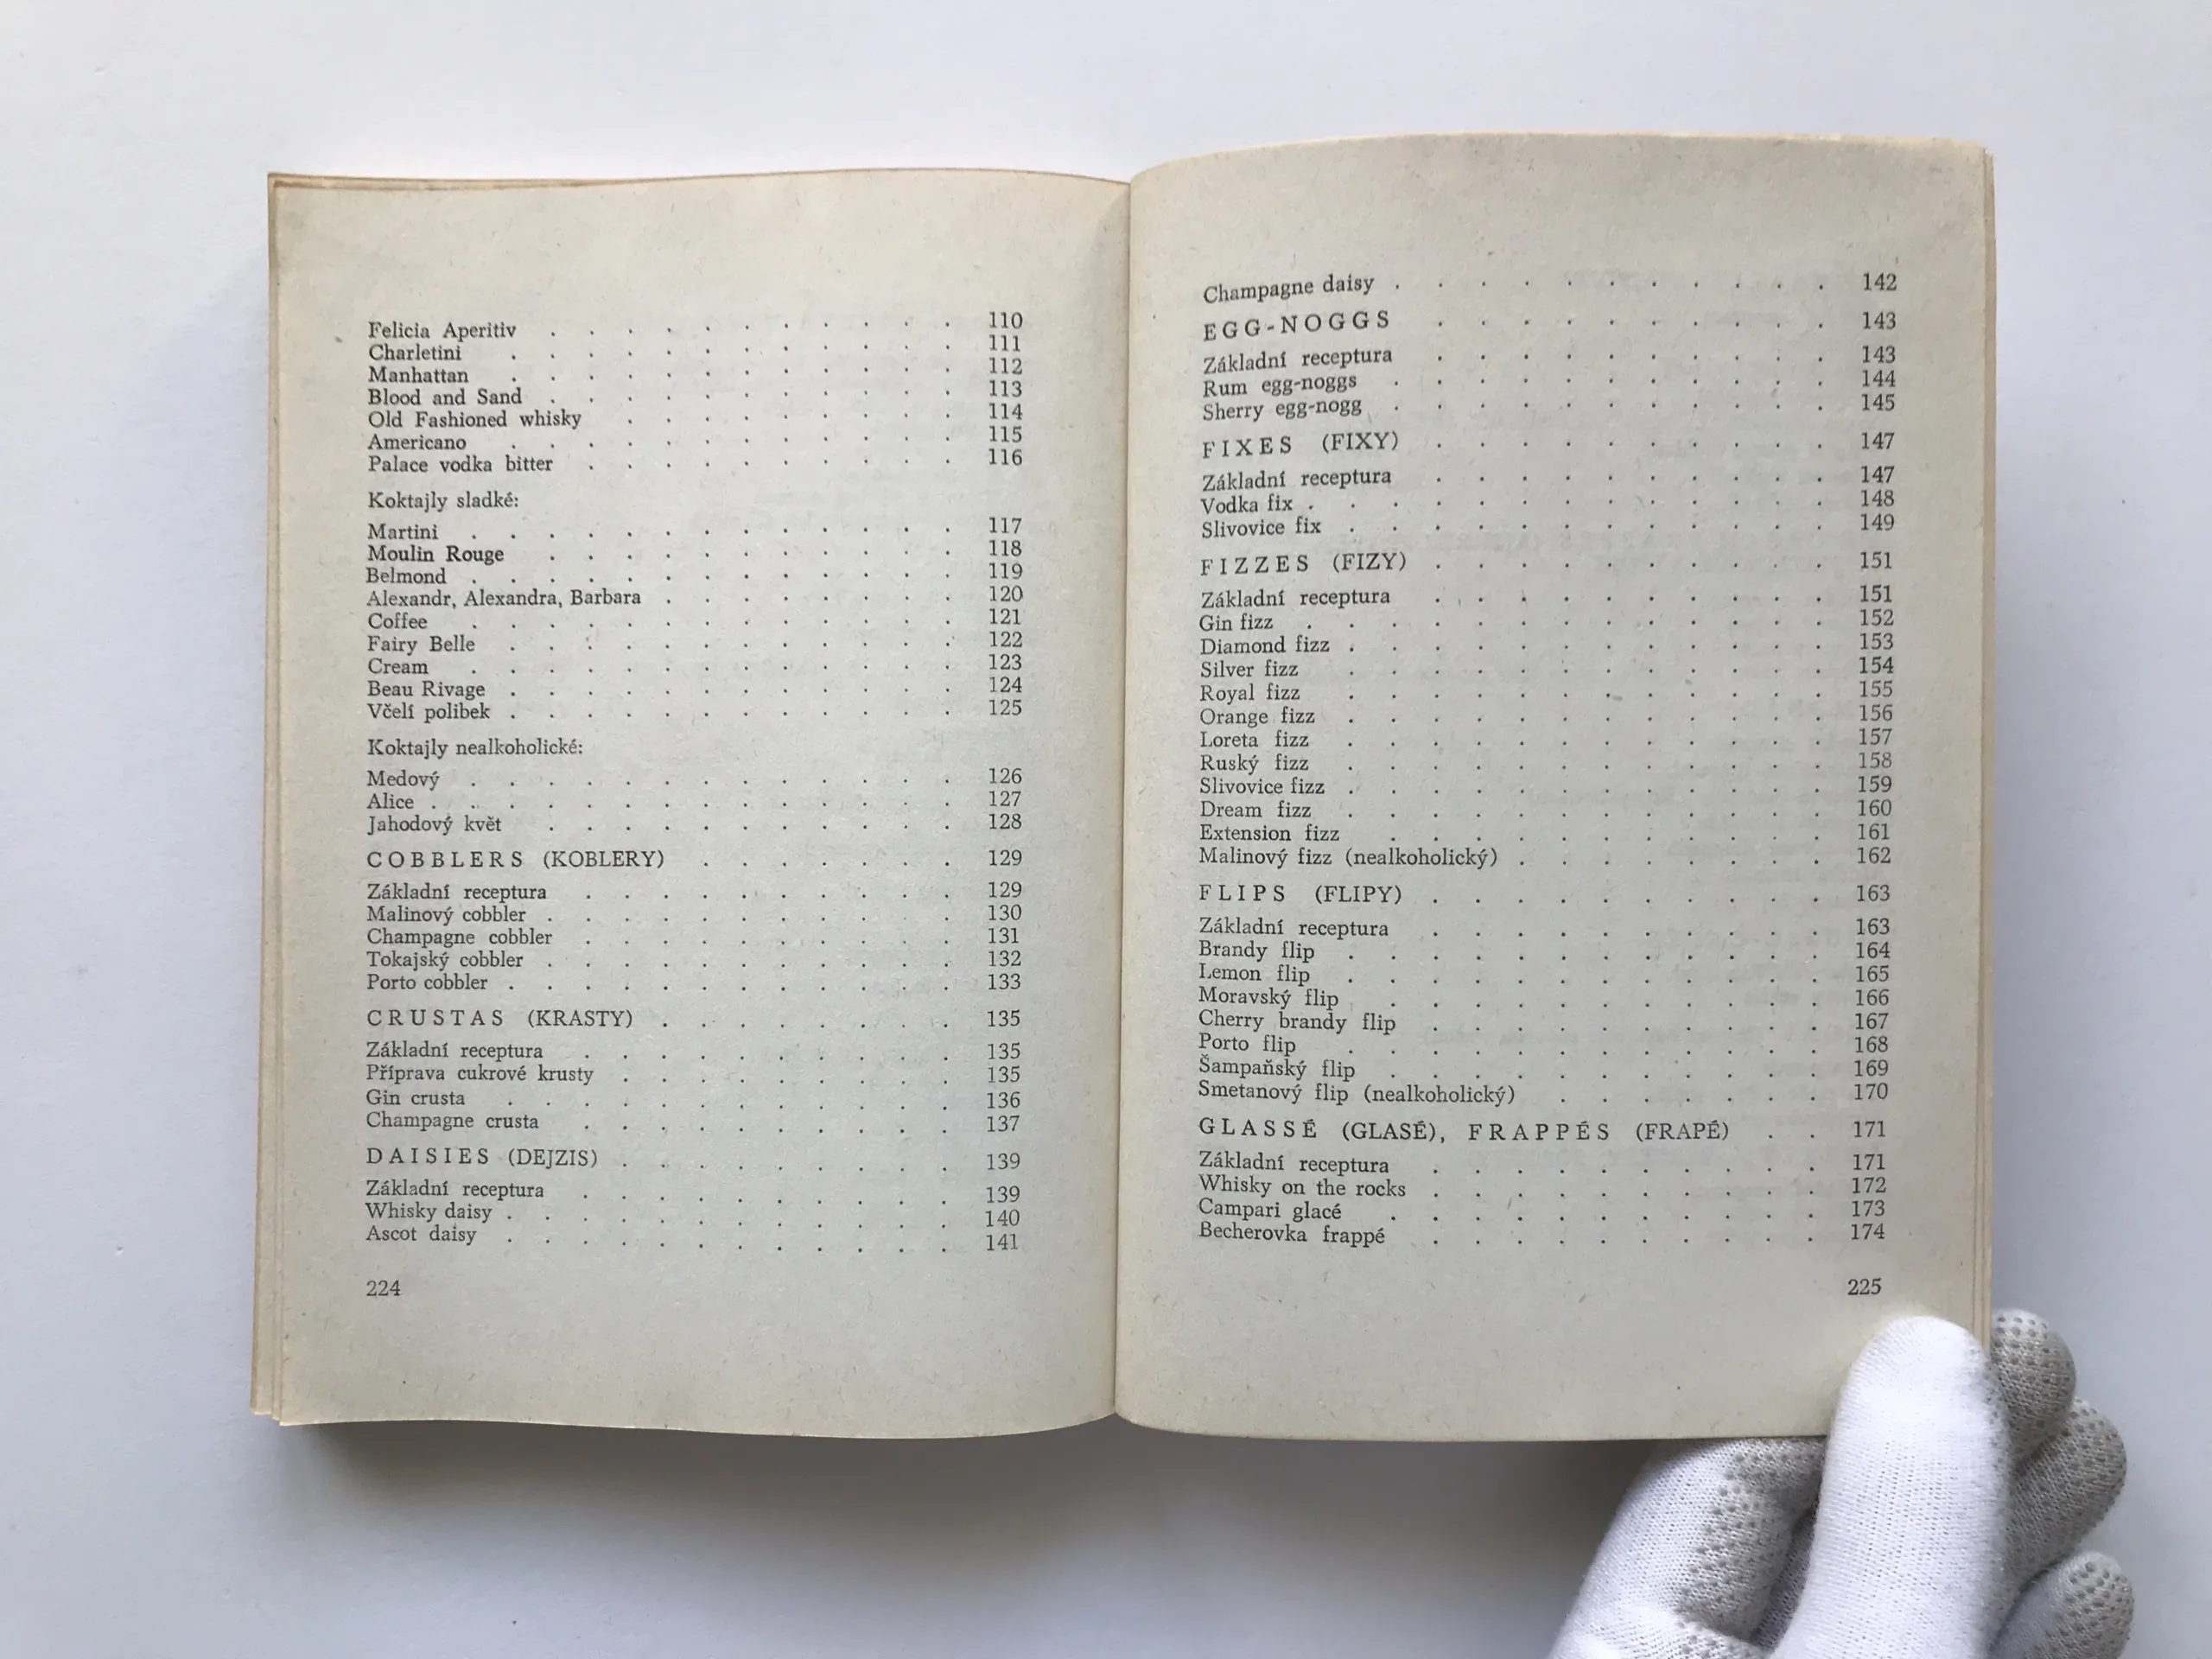 Felicia Aperitiv . . . . . . . . . . . 110
Charletini . . . . . . . . . . . . 111
Manhattan . . . . . . . . . . . . 112
Blood and Sand . . . . . . . . . . . 113
Old Fashioned whisky . . . . . . . . . 114
Americano . . . . . . . . . . . . 115
Palace vodka bitter . . . . . . . . . . 116
Koktajly sladké:
Martini . . . . . . . . . . . . . 117
Moulin Rouge . . . . . . . . . . . 118
Belmond . . . . . . . . . . . . . 119
Alexandr, Alexandra, Barbara . . . . . . . . 120
Coffee . . . . . . . . . . . . . 121
Fairy Belle . . . . . . . . . . . . 122
Cream . . . . . . . . . . . . . 123
Beau Rivage . . . . . . . . . . . . 124
Včelí polibek . . . . . . . . . . . . 125
Koktajly nealkoholické:
Medový . . . . . . . . . . . . . 126
Alice . . . . . . . . . . . . . . 127
Jahodový květ . . . . . . . . . . . 128
COBBLERS (KOBLERY) . . . . . . . 129
Základní receptura . . . . . . . . . . 129
Malinový cobbler . . . . . . . . . . . 130
Champagne cobbler . . . . . . . . . . 131
Tokajský cobbler . . . . . . . . . . . 132
Porto cobbler . . . . . . . . . . . . 133
CRUSTAS (KRASTY) . . . . . . . . 135
Základní receptura . . . . . . . . . . 135
Příprava cukrové krusty . . . . . . . . . 135
Gin crusta . . . . . . . . . . . . 136
Champagne crusta . . . . . . . . . . 137
DAISIES (DEJZIS) . . . . . . . . . 139
Základní receptura . . . . . . . . . . 139
Whisky daisy . . . . . . . . . . . . 140
Ascot daisy . . . . . . . . . . . . 141
224
Champagne daisy . . . . . . . . . . . 142
EGG-NOGGS . . . . . . . . . . 143
Základní receptura . . . . . . . . . . 143
Rum egg-noggs . . . . . . . . . . . 144
Sherry egg-nogg . . . . . . . . . . . 145
FIXES (FIXY) . . . . . . . . . . 147
Základní receptura . . . . . . . . . . 147
Vodka fix . . . . . . . . . . . . . 148
Slivovice fix . . . . . . . . . . . . 149
FIZZES (FIZY) . . . . . . . . . . 151
Základní receptura . . . . . . . . . . 151
Gin fizz . . . . . . . . . . . . . 152
Diamond fizz . . . . . . . . . . . . 153
Silver fizz . . . . . . . . . . . . 154
Royal fizz . . . . . . . . . . . . 155
Orange fizz . . . . . . . . . . . . 156
Loreta fizz . . . . . . . . . . . . 157
Ruský fizz . . . . . . . . . . . . 158
Slivovice fizz . . . . . . . . . . . . 159
Dream fizz . . . . . . . . . . . . 160
Extension fizz . . . . . . . . . . . 161
Malinový fizz (nealkoholický) . . . . . . . . 162
FLIPS (FLIPY) . . . . . . . . . . 163
Základní receptura . . . . . . . . . . 163
Brandy flip . . . . . . . . . . . . 164
Lemon flip . . . . . . . . . . . . 165
Moravský flip . . . . . . . . . . . 166
Cherry brandy flip . . . . . . . . . . 167
Porto flip . . . . . . . . . . . . 168
Šampaňský flip . . . . . . . . . . . 169
Smetanový flip (nealkoholický) . . . . . . . 170
GLASSÉ (GLASÉ), FRAPPÉS (FRAPÉ) . . 171
Základní receptura . . . . . . . . . . 171
Whisky on the rocks . . . . . . . . . . 172
Campari glacé . . . . . . . . . . . 173
Becherovka frappé . . . . . . . . . . 174
225